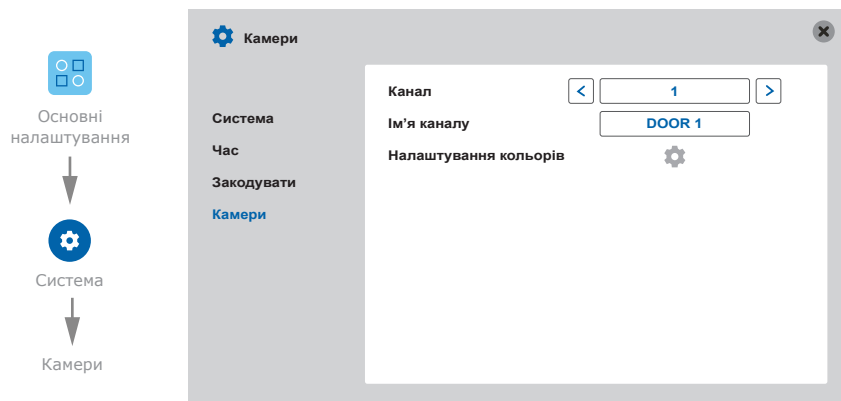 Основні
налаштування
Система
Камери
Камери
Система
Час
Закодувати
Камери
Канал
<
1
>
Ім’я каналу
DOOR 1
Налаштування кольорів